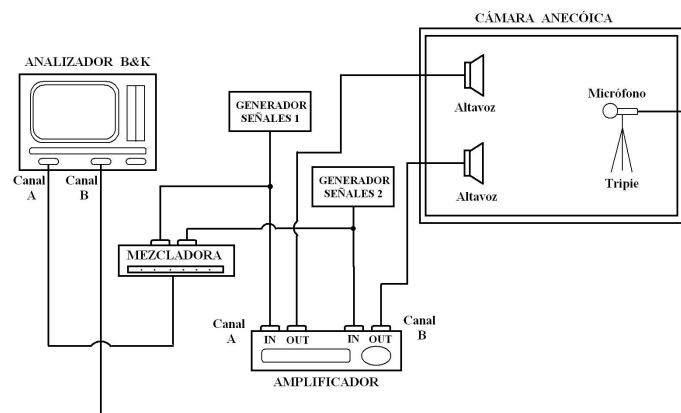 CÁMARA ANECÓICA
ANALIZADOR B&K
Canal
A
Canal
B
GENERADOR
SEÑALES 1
GENERADOR
SEÑALES 2
Altavoz
Altavoz
Micrófono
Tripie
MEZCLADORA
Canal
A
IN OUT
IN OUT
Canal
B
AMPLIFICADOR